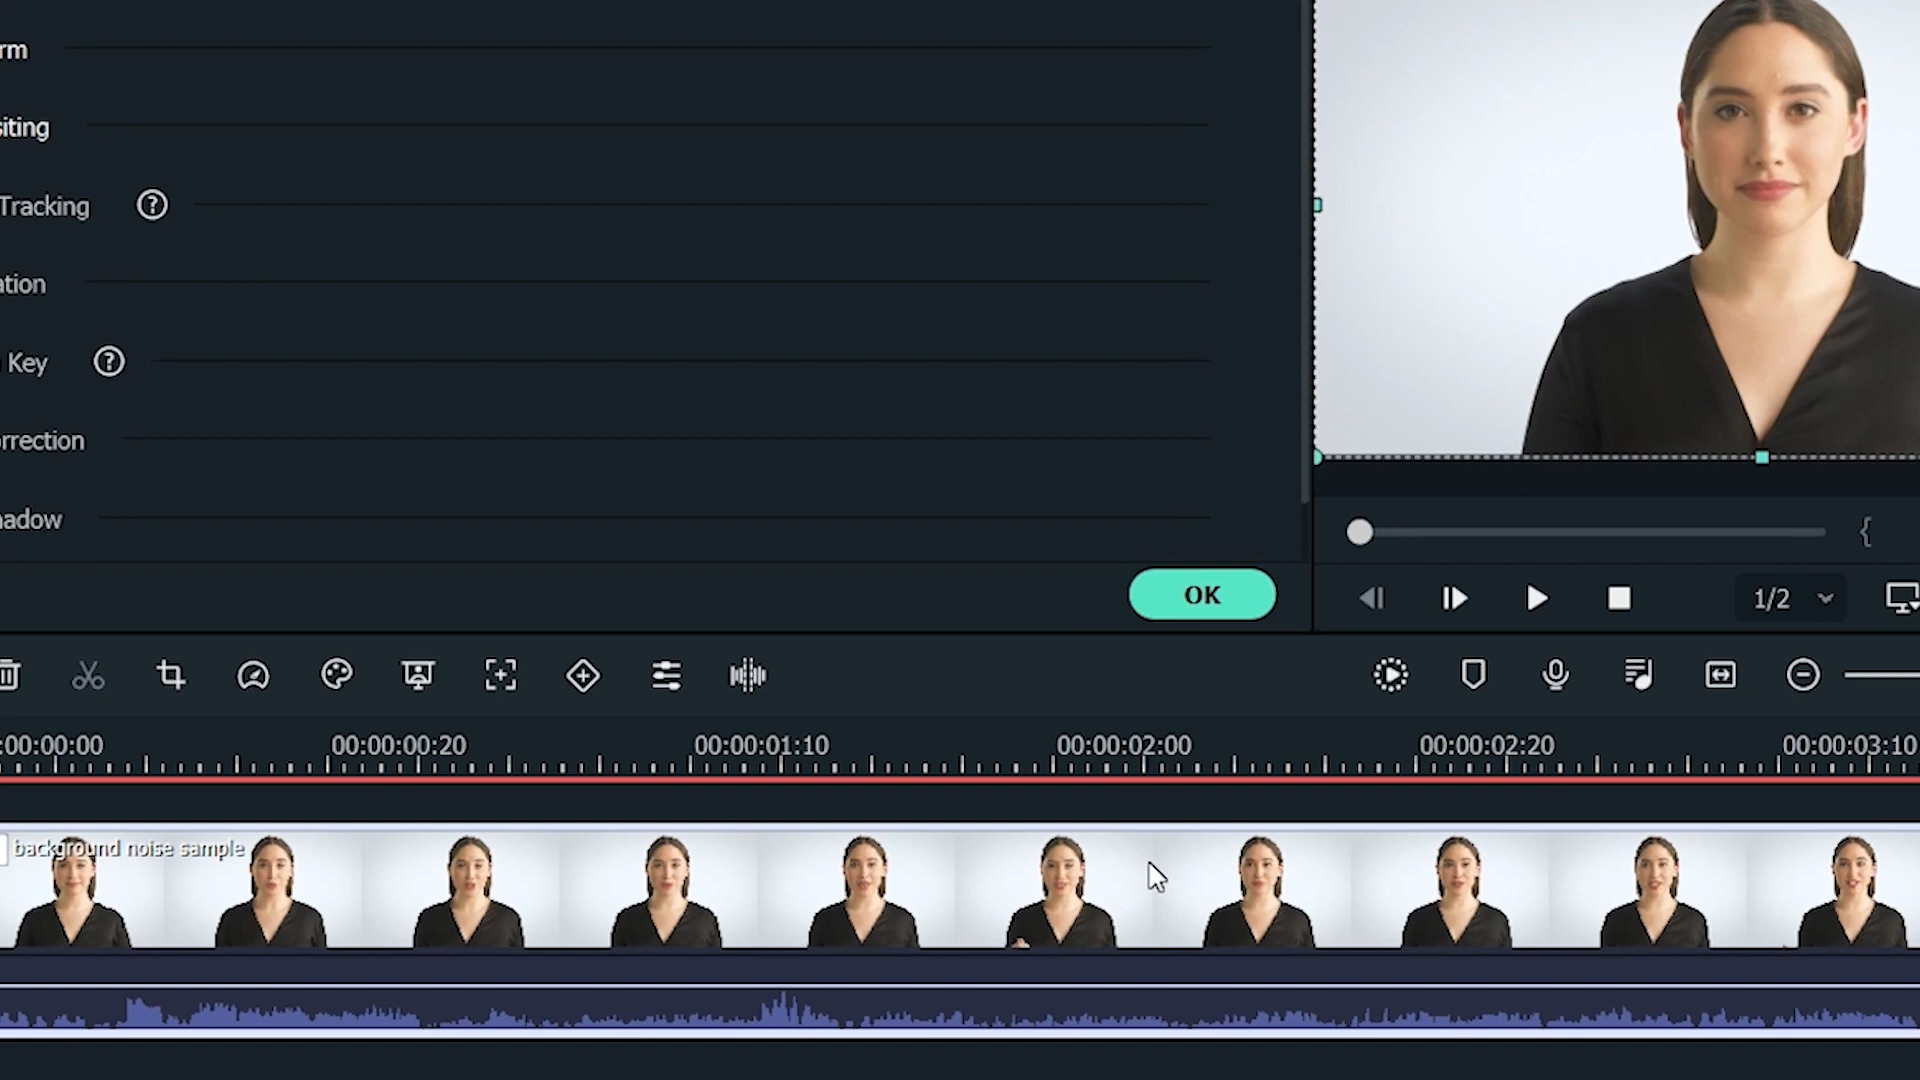 rm
siting
Tracking ?
ation
Key ?
rrection
adow
OK
{
1/2
:00:00:00 00:00:00:20 00:00:01:10 00:00:02:00 00:00:02:20 00:00:03:10
background noise sample